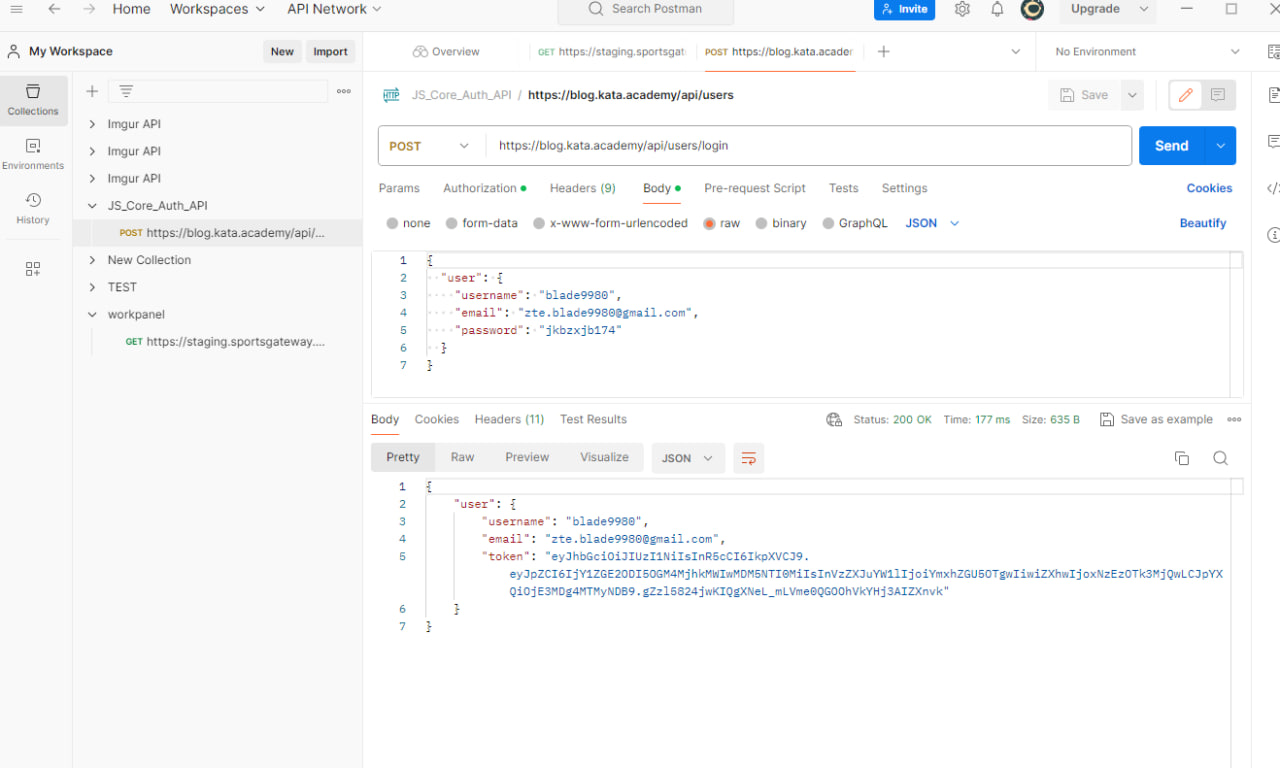 Home Workspaces API Network Search Postman Invite Upgrade
My Workspace New Import Overview GET https://staging.sportsgat POST https://blog.kata.acader No Environment
Collections
Environments
History
Imgur API
Imgur API
Imgur API
JS_Core_Auth_API
POST https://blog.kata.academy/api/...
New Collection
TEST
workpanel
GET https://staging.sportsgateway....
HTTP JS_Core_Auth_API / https://blog.kata.academy/api/users Save
POST https://blog.kata.academy/api/users/login Send
Params Authorization Headers (9) Body Pre-request Script Tests Settings Cookies
none form-data x-www-form-urlencoded raw binary GraphQL JSON Beautify
1 {
2 "user": {
3 "username": "blade9980",
4 "email": "zte.blade9980@gmail.com",
5 "password": "jkbzxjb174"
6 }
7 }
Body Cookies Headers (11) Test Results Status: 200 OK Time: 177 ms Size: 635 B Save as example
Pretty Raw Preview Visualize JSON
1 {
2 "user": {
3 "username": "blade9980",
4 "email": "zte.blade9980@gmail.com",
5 "token": "eyJhbGciOiJIUzI1NiIsInR5cCI6IkpXVCJ9.
eyJpZCI6IjY1ZGE2ODI5OGM4MjhkMWIwMDM5NTI0MiIsInVzZXJuYW1lIjoiYmxhZGU5OTgwIiwiZXhwIjoxNzEzOTk3MjQwLCJpYX
QiOjE3MDg4MTMyNDB9.gZzl5824jwKIQgXNeL_mLVme0QGOOhVkYHj3AIZXnvk"
6 }
7 }